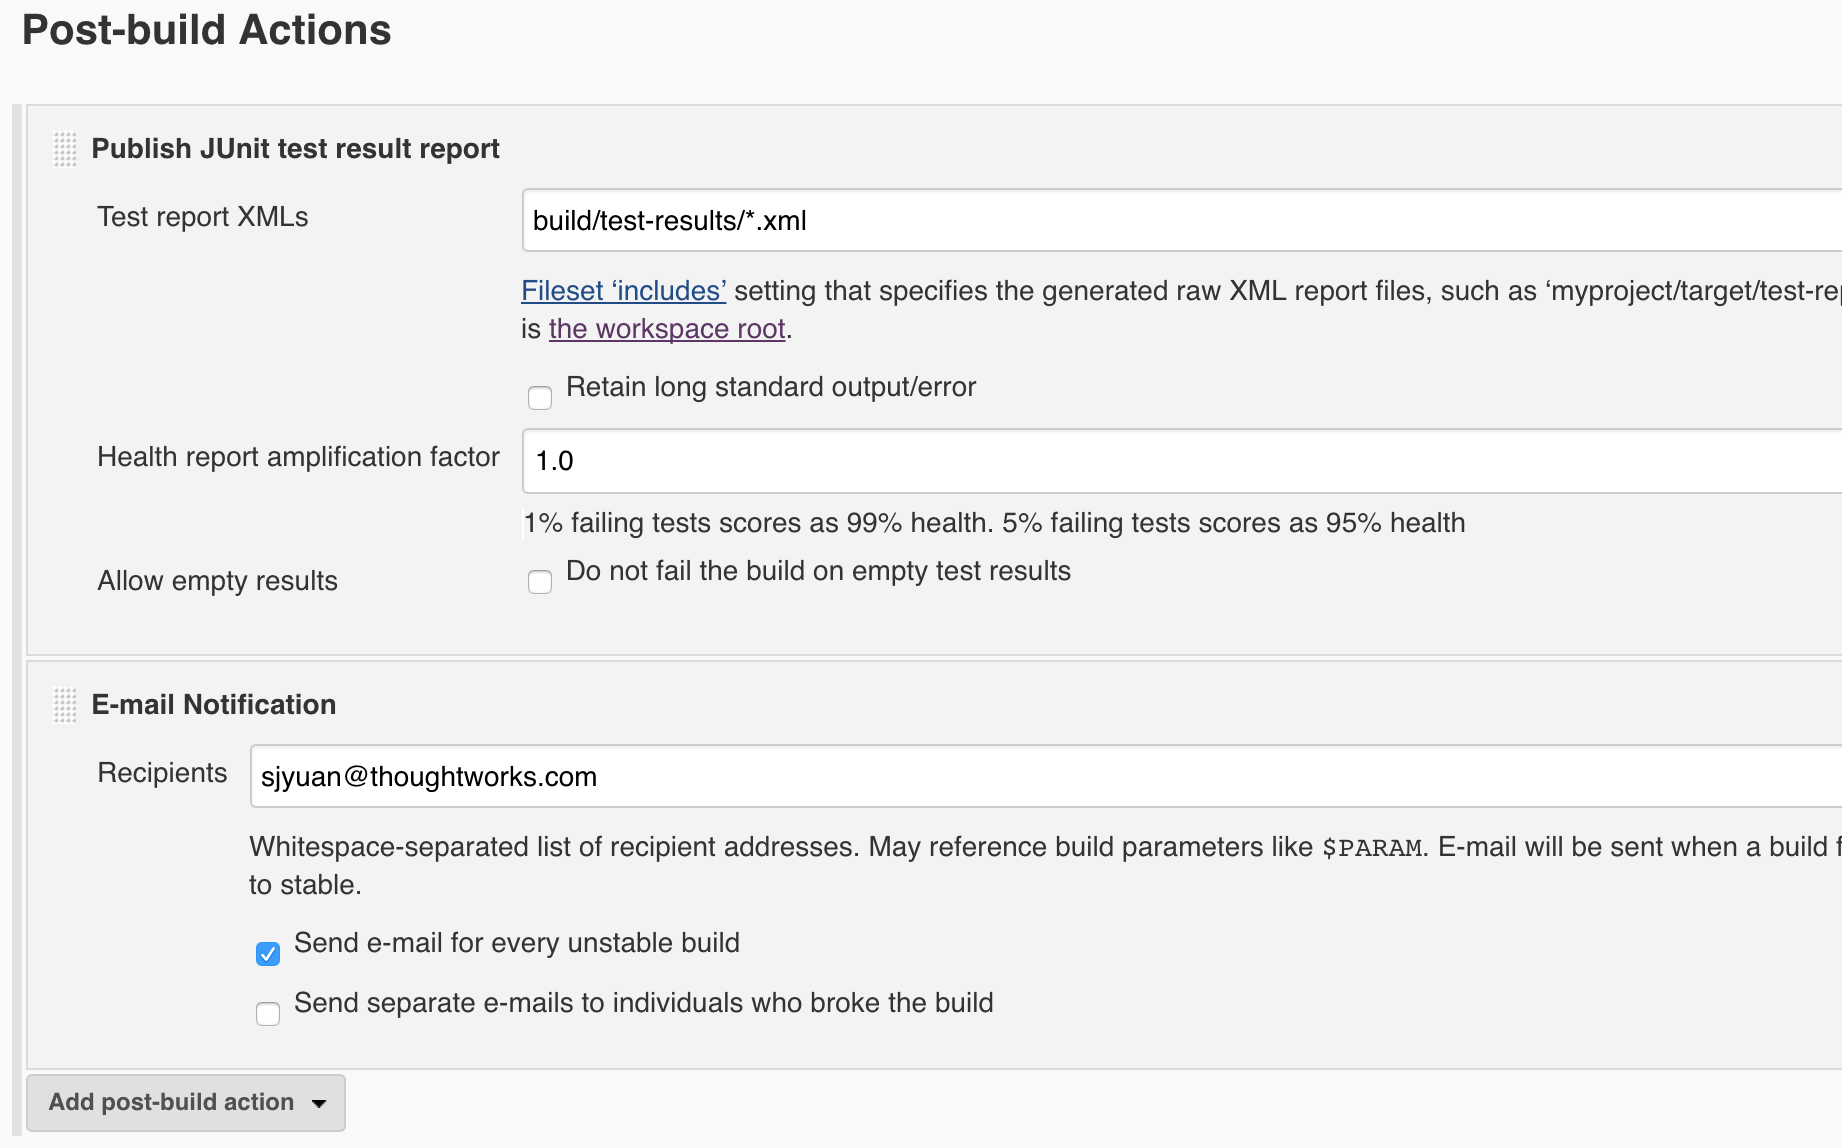 Post-build Actions
Publish JUnit test result report
Test report XMLs
build/test-results/*.xml
Fileset ‘includes’ setting that specifies the generated raw XML report files, such as ‘myproject/target/test-rep
is the workspace root.
Retain long standard output/error
Health report amplification factor
1.0
1% failing tests scores as 99% health. 5% failing tests scores as 95% health
Allow empty results
Do not fail the build on empty test results
E-mail Notification
Recipients
sjyuan@thoughtworks.com
Whitespace-separated list of recipient addresses. May reference build parameters like $PARAM. E-mail will be sent when a build f
to stable.
Send e-mail for every unstable build
Send separate e-mails to individuals who broke the build
Add post-build action